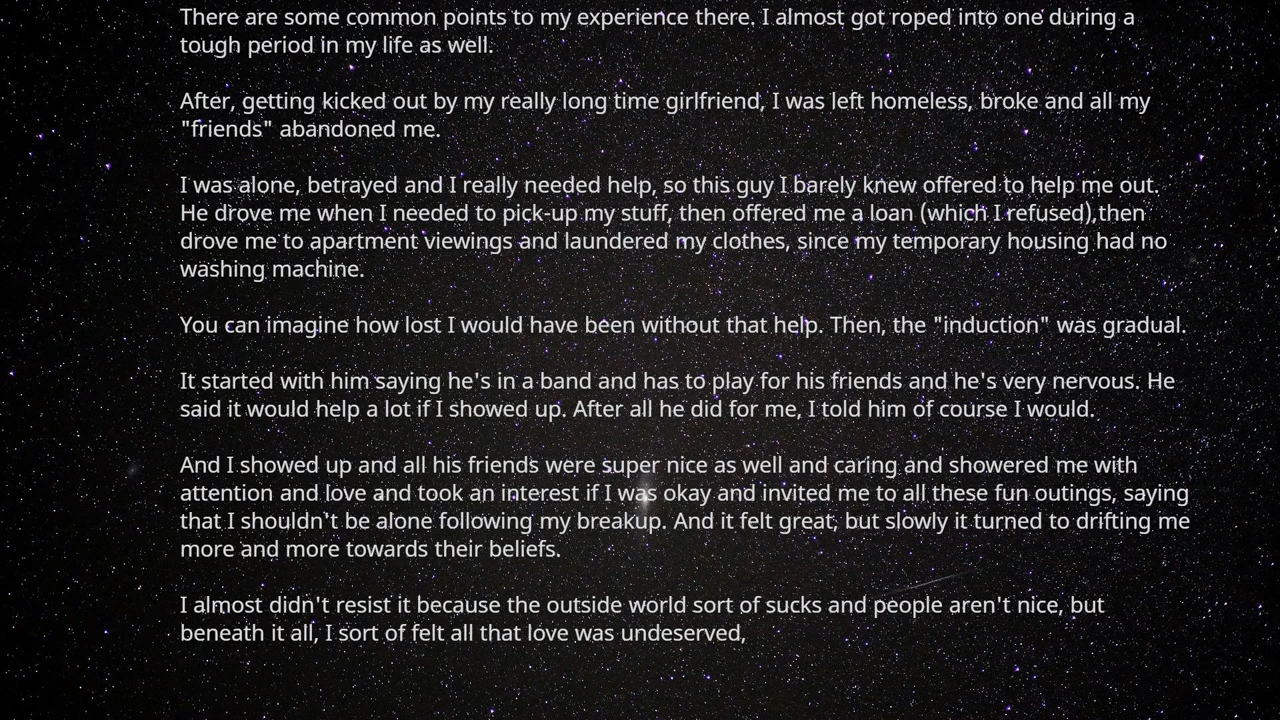 There are some common points to my experience there. I almost got roped into one during a
tough period in my life as well.
After, getting kicked out by my really long time girlfriend, I was left homeless, broke and all my
"friends" abandoned me.
I was alone, betrayed and I really needed help, so this guy I barely knew offered to help me out.
He drove me when I needed to pick-up my stuff, then offered me a loan (which I refused),then
drove me to apartment viewings and laundered my clothes, since my temporary housing had no
washing machine.
You can imagine how lost I would have been without that help. Then, the "induction" was gradual.
It started with him saying he's in a band and has to play for his friends and he's very nervous. He
said it would help a lot if I showed up. After all he did for me, I told him of course I would.
And I showed up and all his friends were super nice as well and caring and showered me with
attention and love and took an interest if I was okay and invited me to all these fun outings, saying
that I shouldn't be alone following my breakup. And it felt great, but slowly it turned to drifting me
more and more towards their beliefs.
I almost didn't resist it because the outside world sort of sucks and people aren't nice, but
beneath it all, I sort of felt all that love was undeserved,